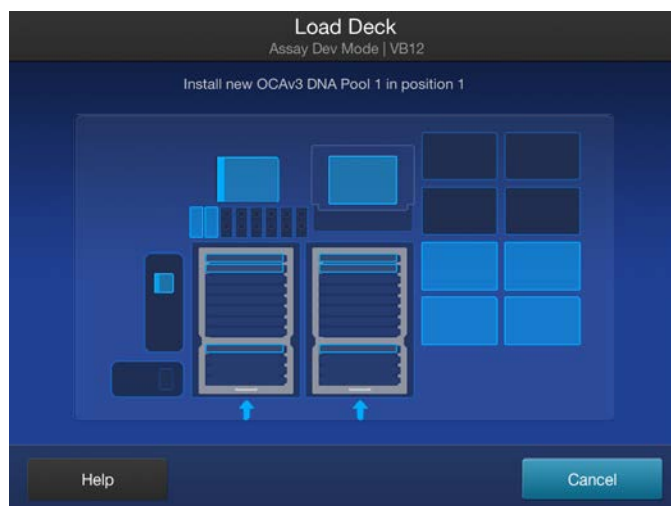 Load Deck
Assay Dev Mode | VB12
Install new OCAv3 DNA Pool 1 in position 1
Help
Cancel